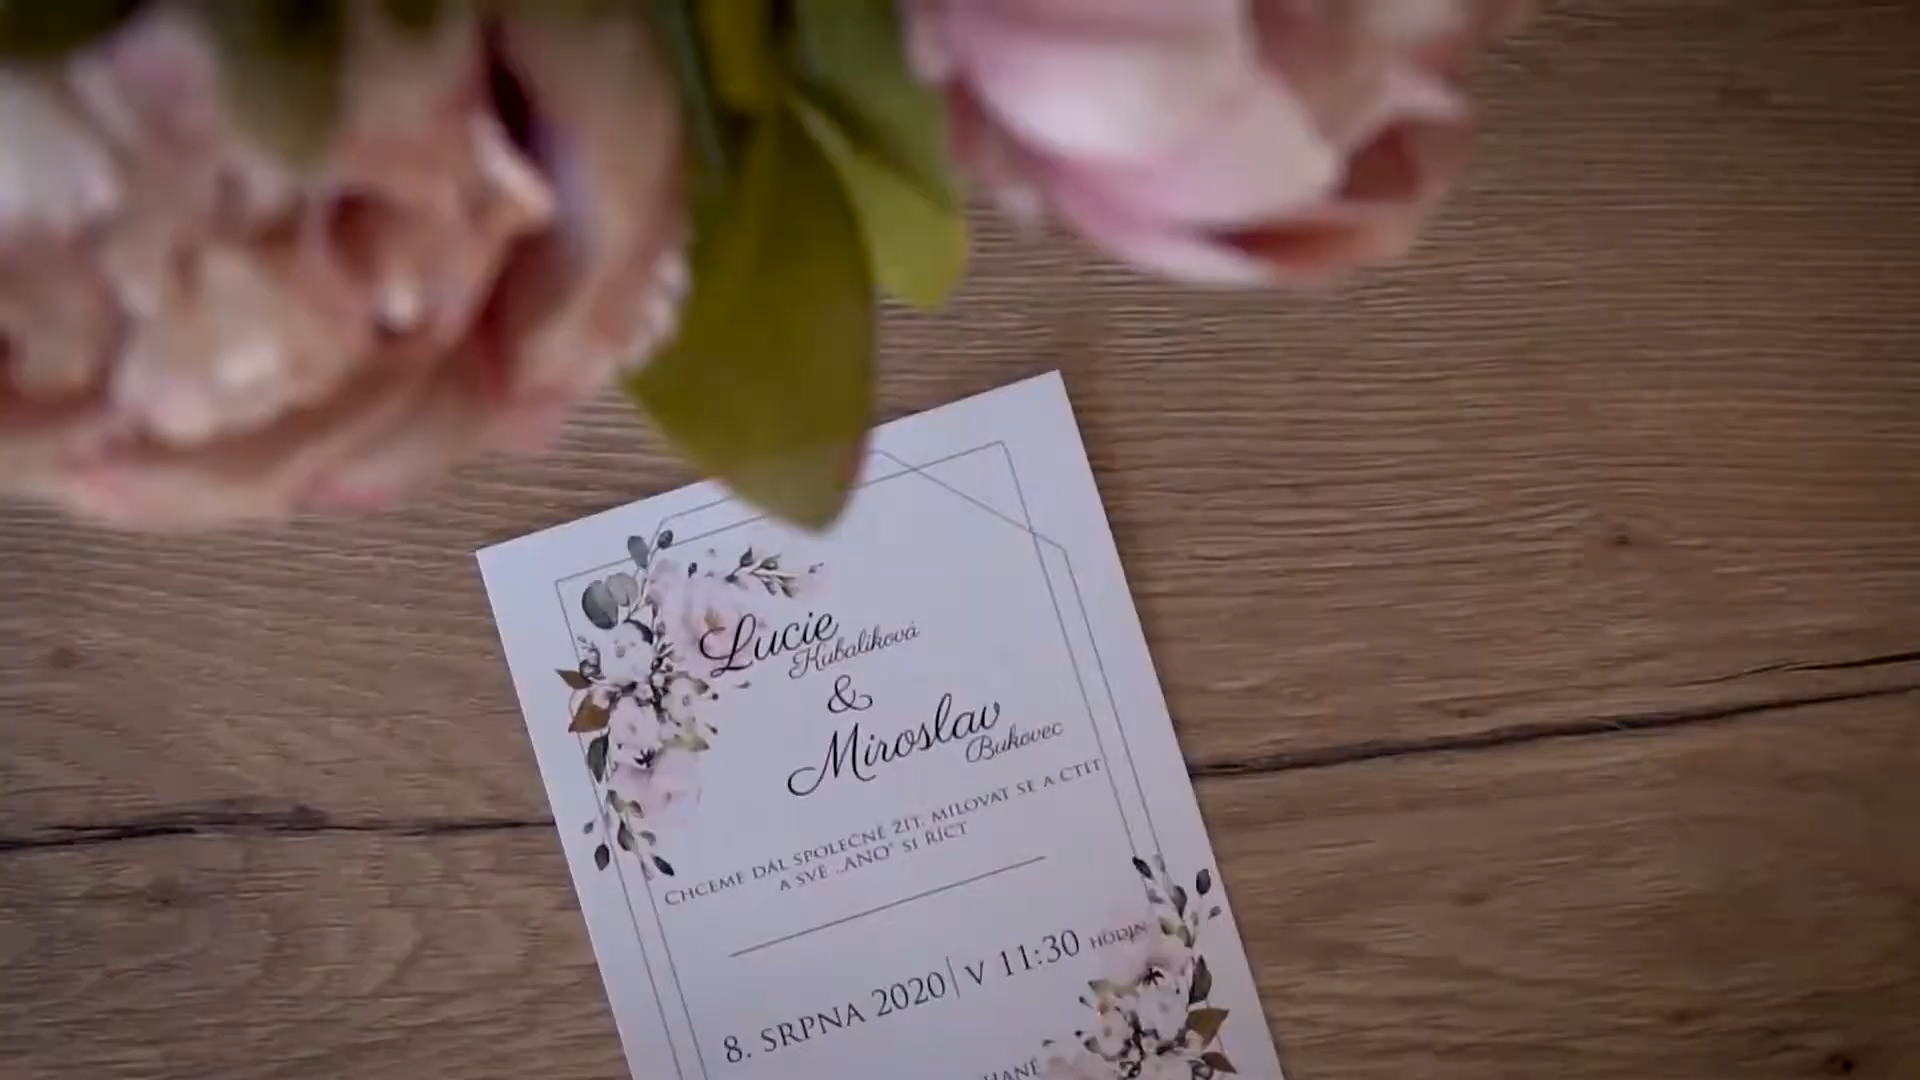 Lucie
Kubalíková
&
Miroslav
Bukovec
CHCEME DÁL SPOLEČNĚ ŽÍT, MILOVAT SE A CTÍT
A SVÉ „ANO“ SI ŘÍCT
8. SRPNA 2020 | V 11:30 HODIN